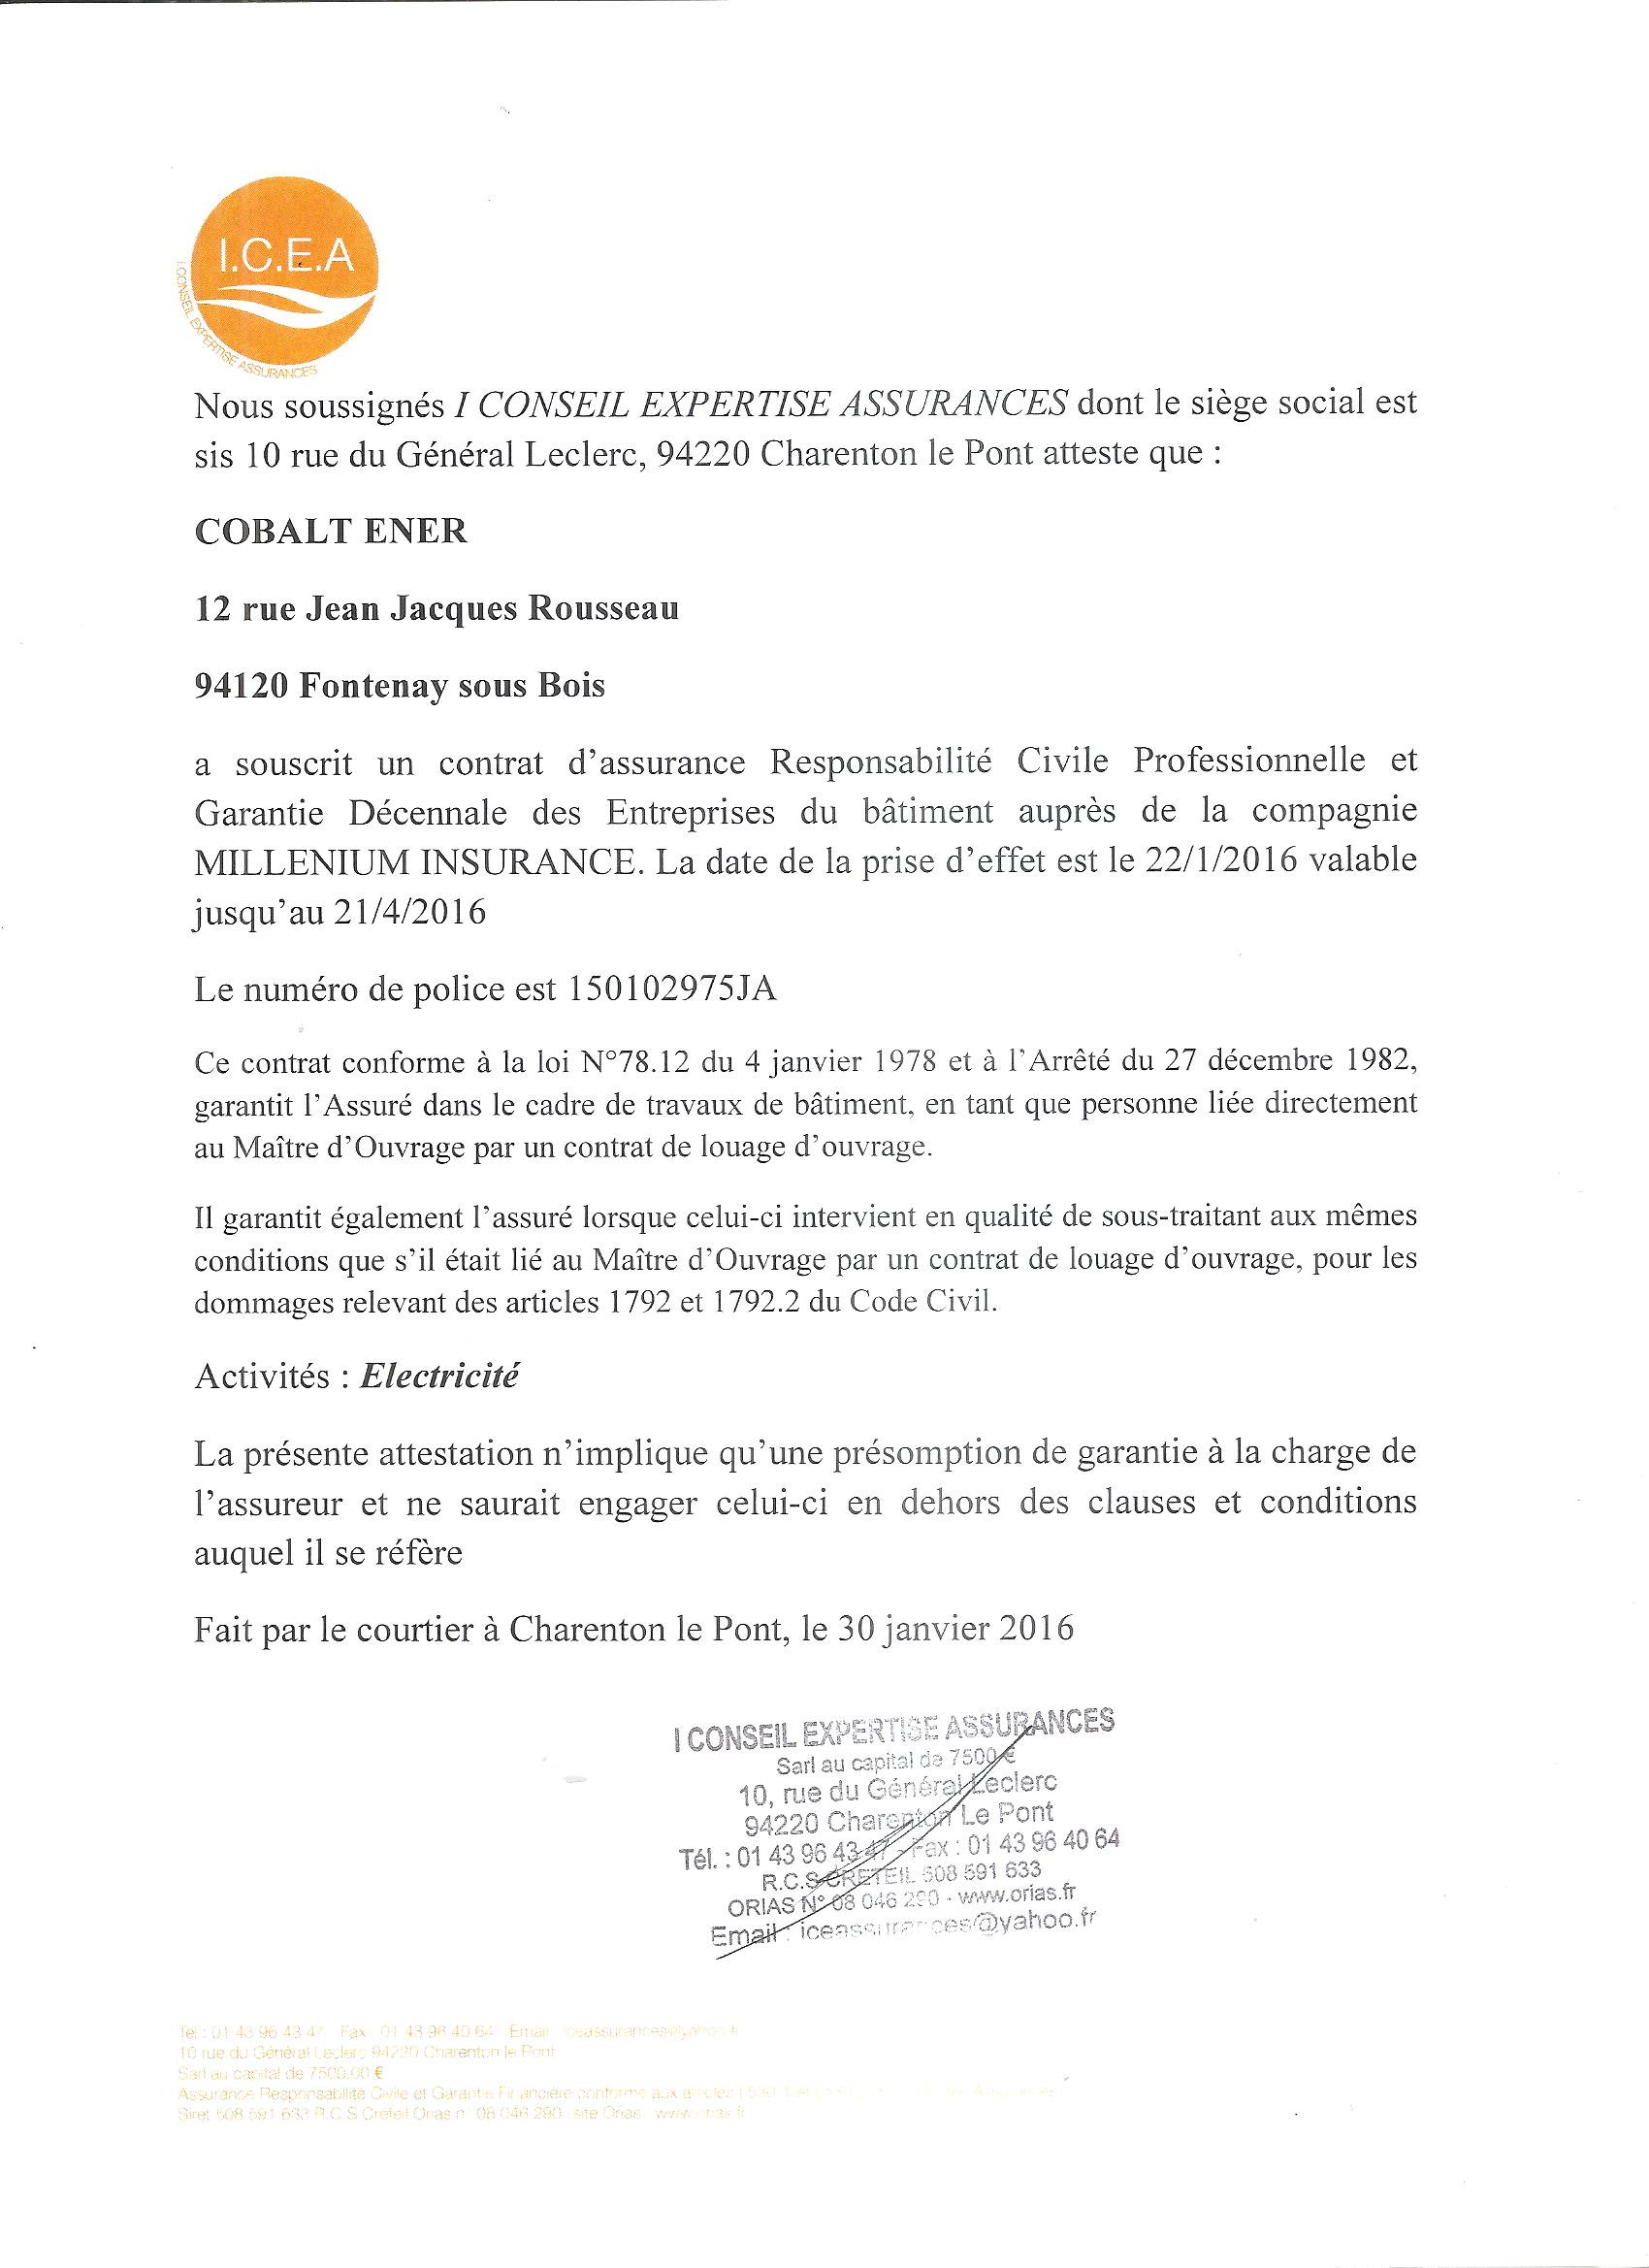 I.C.E.A
I.CONSEIL EXPERTISE ASSURANCES
Nous soussignés I CONSEIL EXPERTISE ASSURANCES dont le siège social est
sis 10 rue du Général Leclerc, 94220 Charenton le Pont atteste que :
COBALT ENER
12 rue Jean Jacques Rousseau
94120 Fontenay sous Bois
a souscrit un contrat d'assurance Responsabilité Civile Professionnelle et
Garantie Décennale des Entreprises du bâtiment auprès de la compagnie
MILLENIUM INSURANCE. La date de la prise d'effet est le 22/1/2016 valable
jusqu'au 21/4/2016
Le numéro de police est 150102975JA
Ce contrat conforme à la loi N°78.12 du 4 janvier 1978 et à l'Arrêté du 27 décembre 1982,
garantit l'Assuré dans le cadre de travaux de bâtiment, en tant que personne liée directement
au Maître d'Ouvrage par un contrat de louage d'ouvrage.
Il garantit également l'assuré lorsque celui-ci intervient en qualité de sous-traitant aux mêmes
conditions que s'il était lié au Maître d'Ouvrage par un contrat de louage d'ouvrage, pour les
dommages relevant des articles 1792 et 1792.2 du Code Civil.
Activités : Electricité
La présente attestation n'implique qu'une présomption de garantie à la charge de
l'assureur et ne saurait engager celui-ci en dehors des clauses et conditions
auquel il se réfère
Fait par le courtier à Charenton le Pont, le 30 janvier 2016
I CONSEIL EXPERTISE ASSURANCES
Sarl au capital de 7500 €
10, rue du Général Leclerc
94220 Charenton Le Pont
Tél. : 01 43 96 43 47 - Fax : 01 43 96 40 64
R.C.S CRETEIL 508 591 633
ORIAS N° 08 046 290 - www.orias.fr
Email : iceassurances@yahoo.fr
Tel : 01 43 96 43 47 Fax 01 43 96 40 64 Email iceassurances@yahoo.fr
10 rue du Général Leclerc 94220 Charenton le Pont
Sarl au capital de 7500.00 €
Assurance Responsabilité Civile et Garantie Financière conforme aux articles
Siret 508 591 633 R.C.S Creteil Orias n° 08 046 290 site Orias www.orias.fr